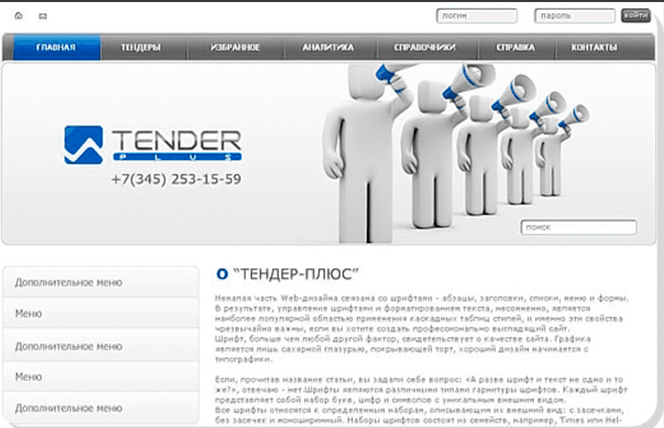 логин
пароль
войти
ГЛАВНАЯ ТЕНДЕРЫ ИЗБРАННОЕ АНАЛИТИКА СПРАВОЧНИКИ СПРАВКА КОНТАКТЫ
TENDER
PLUS
+7(345) 253-15-59
поиск
Дополнительное меню
Меню
Дополнительное меню
Меню
Дополнительное меню
О "ТЕНДЕР-ПЛЮС"
Немалая часть Web-дизайна связана со шрифтами - абзацы, заголовки, списки, меню и формы.
В результате, управление шрифтами и форматированием текста, несомненно, является
наиболее популярной областью применения каскадных таблиц стилей, и именно эти свойства
чрезвычайно важны, если вы хотите создать профессионально выглядящий сайт.
Шрифт, больше чем любой другой фактор, свидетельствует о качестве сайта. Графика
является лишь сахарной глазурью, покрывающей торт, хороший дизайн начинается с
типографики.
Если, прочитав название статьи, вы задали себе вопрос: «А разве шрифт и текст не одно и то
же?», отвечаю - нет.Шрифты являются различными типами гарнитуры шрифтов. Каждый шрифт
представляет собой набор букв, цифр и символов с уникальным внешним видом.
Все шрифты относятся к определенным наборам, описывающим их внешний вид: с засечками,
без засечек и моноширинный. Наборы шрифтов состоят из семейств, например, Times или Hel-